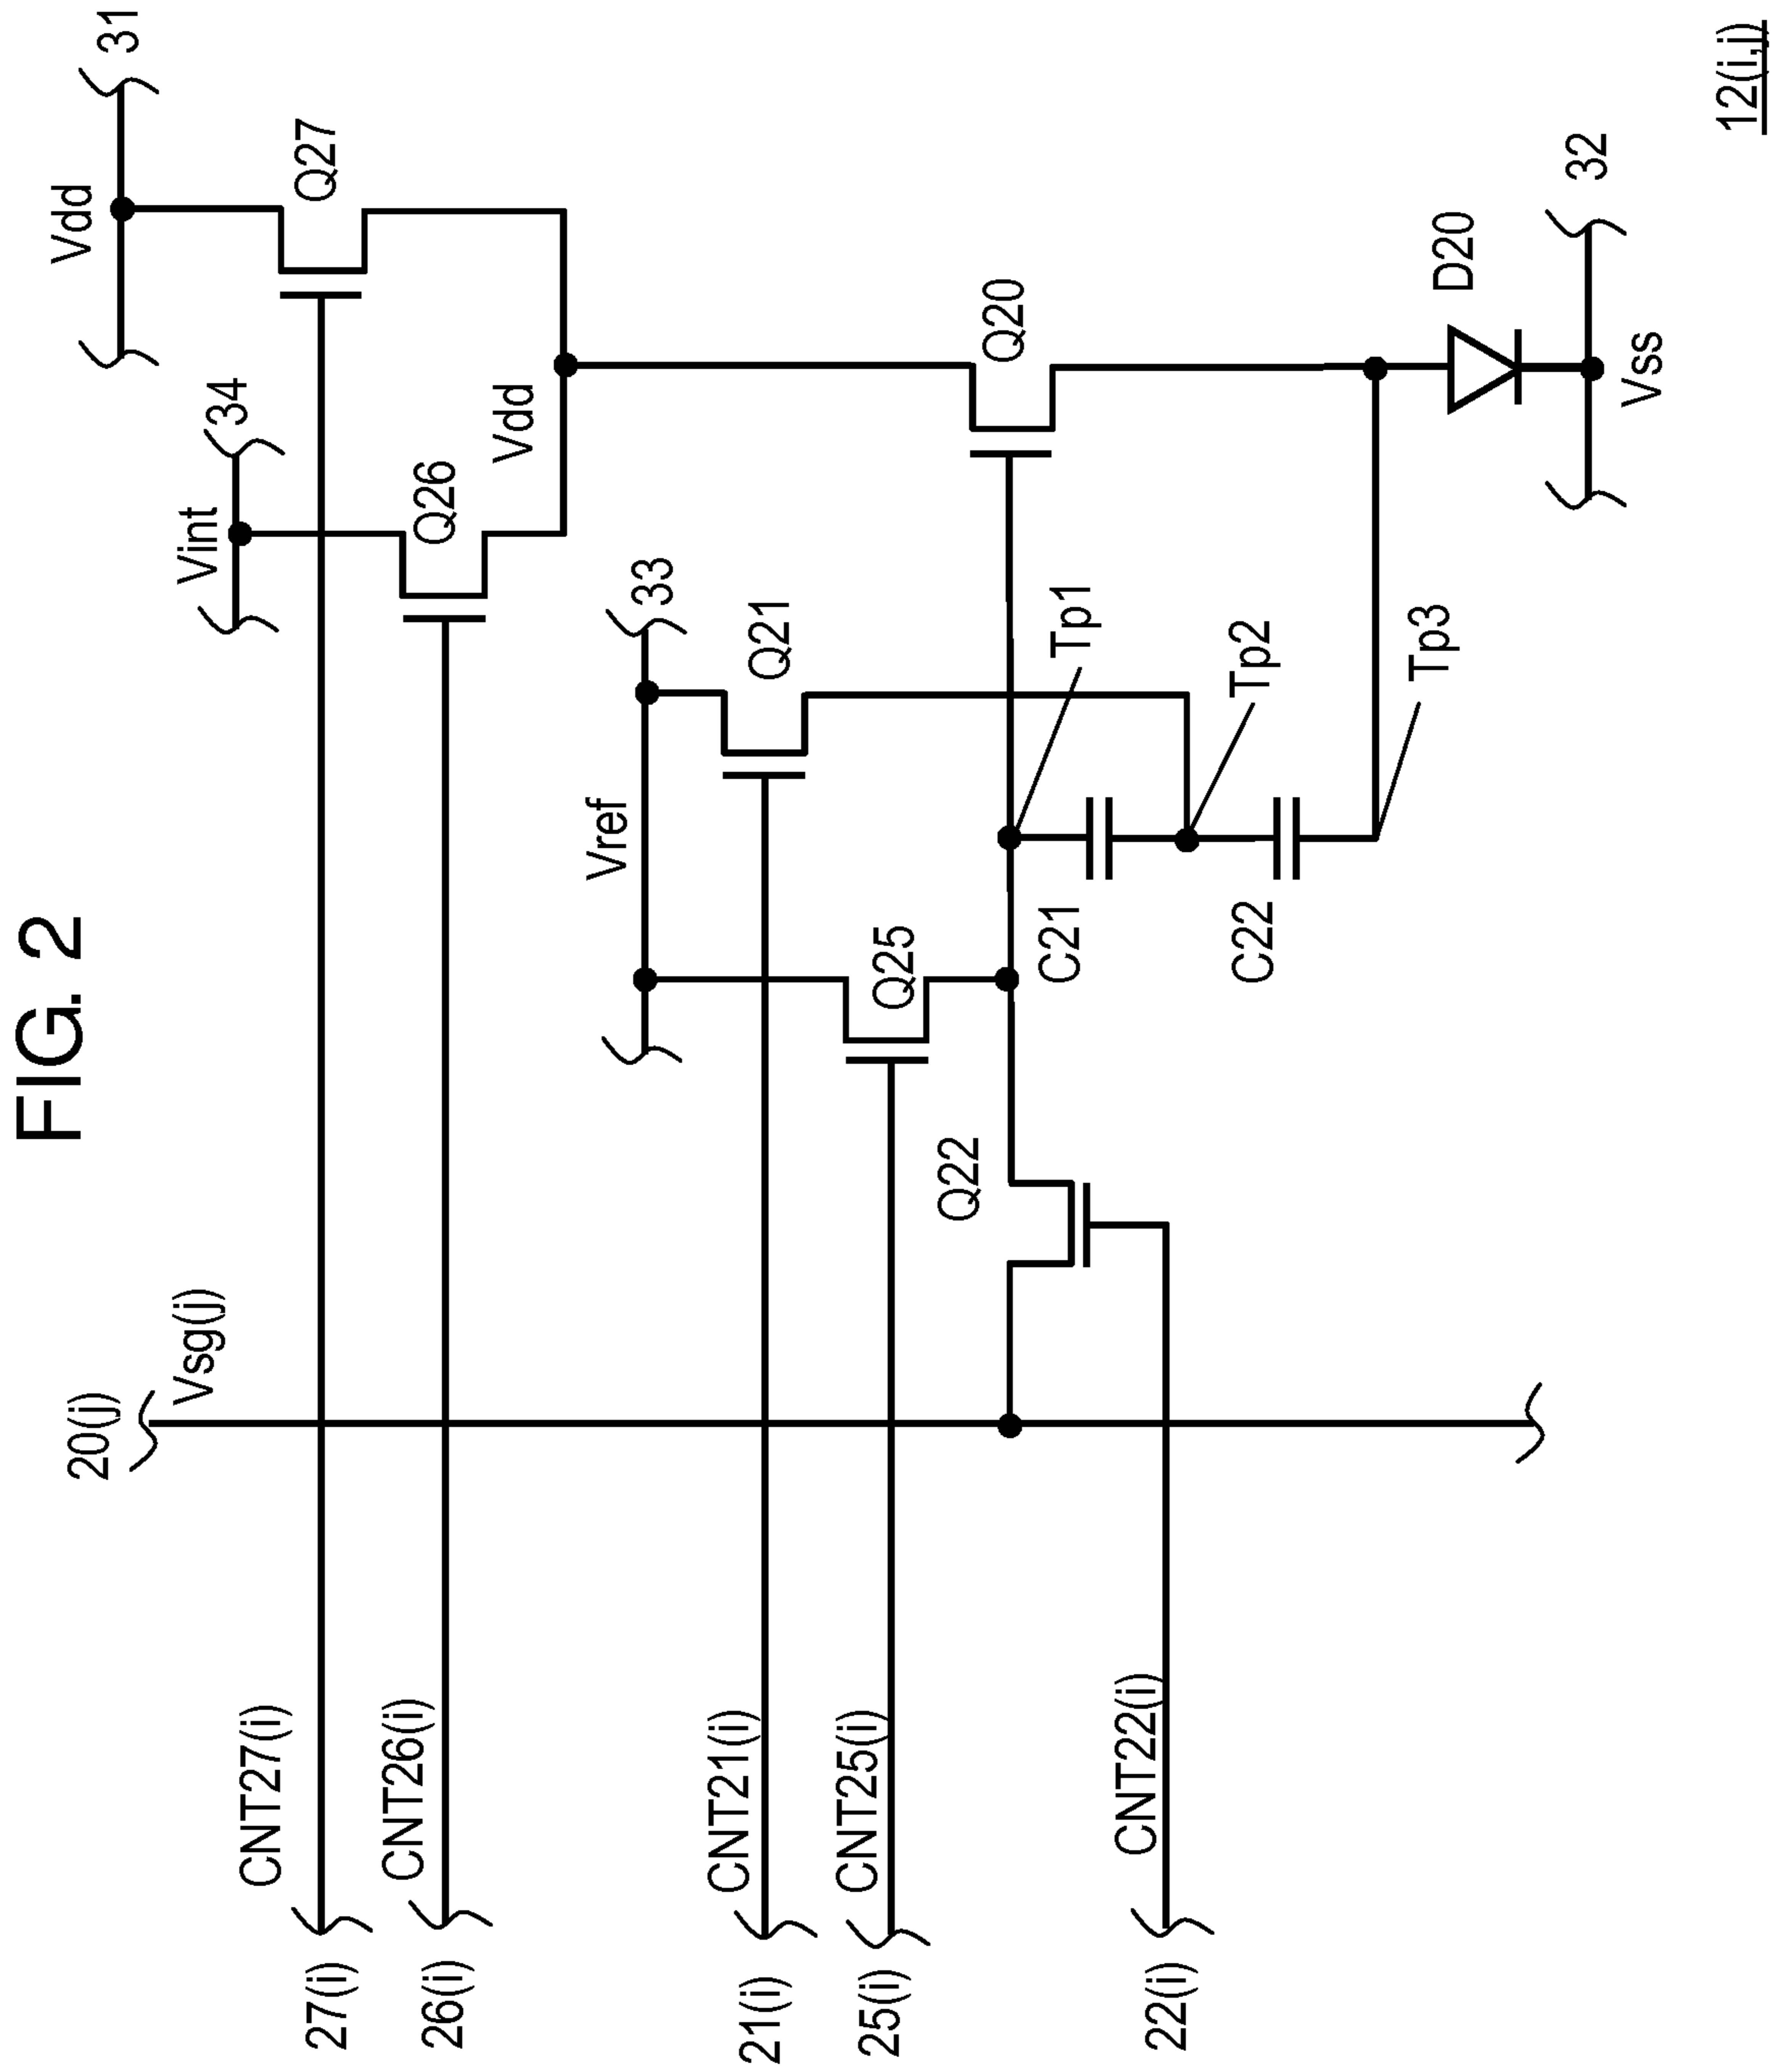 FIG. 2
Vdd
31
20(j)
Vsg(j)
Vint
34
Q27
CNT27(i)
27(i)
Q26
CNT26(i)
26(i)
Vdd
Vref
33
Q21
CNT21(i)
21(i)
Q25
CNT25(i)
25(i)
Q22
Q20
Tp1
C21
CNT22(i)
22(i)
Tp2
C22
Tp3
D20
32
Vss
12(i,j)